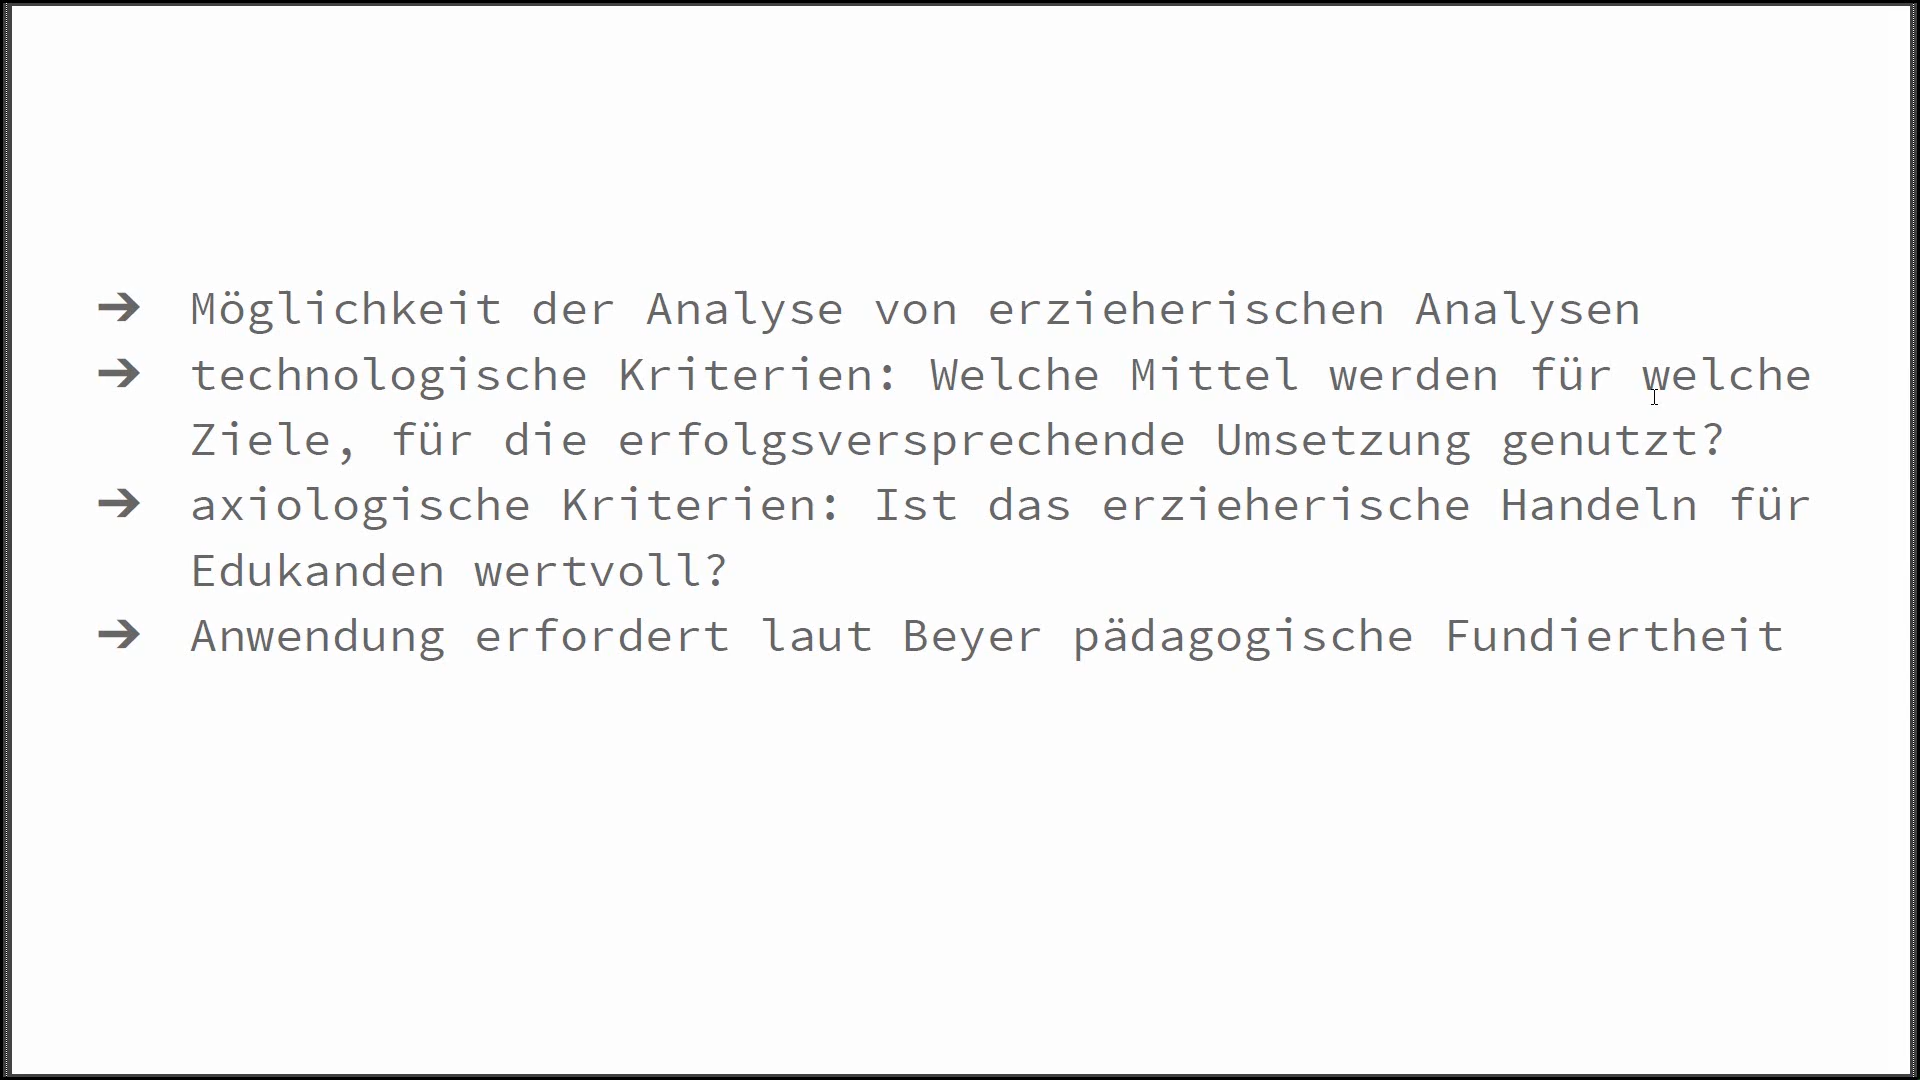 ➔ Möglichkeit der Analyse von erzieherischen Analysen
➔ technologische Kriterien: Welche Mittel werden für welche
Ziele, für die erfolgsversprechende Umsetzung genutzt?
➔ axiologische Kriterien: Ist das erzieherische Handeln für
Edukanden wertvoll?
➔ Anwendung erfordert laut Beyer pädagogische Fundiertheit